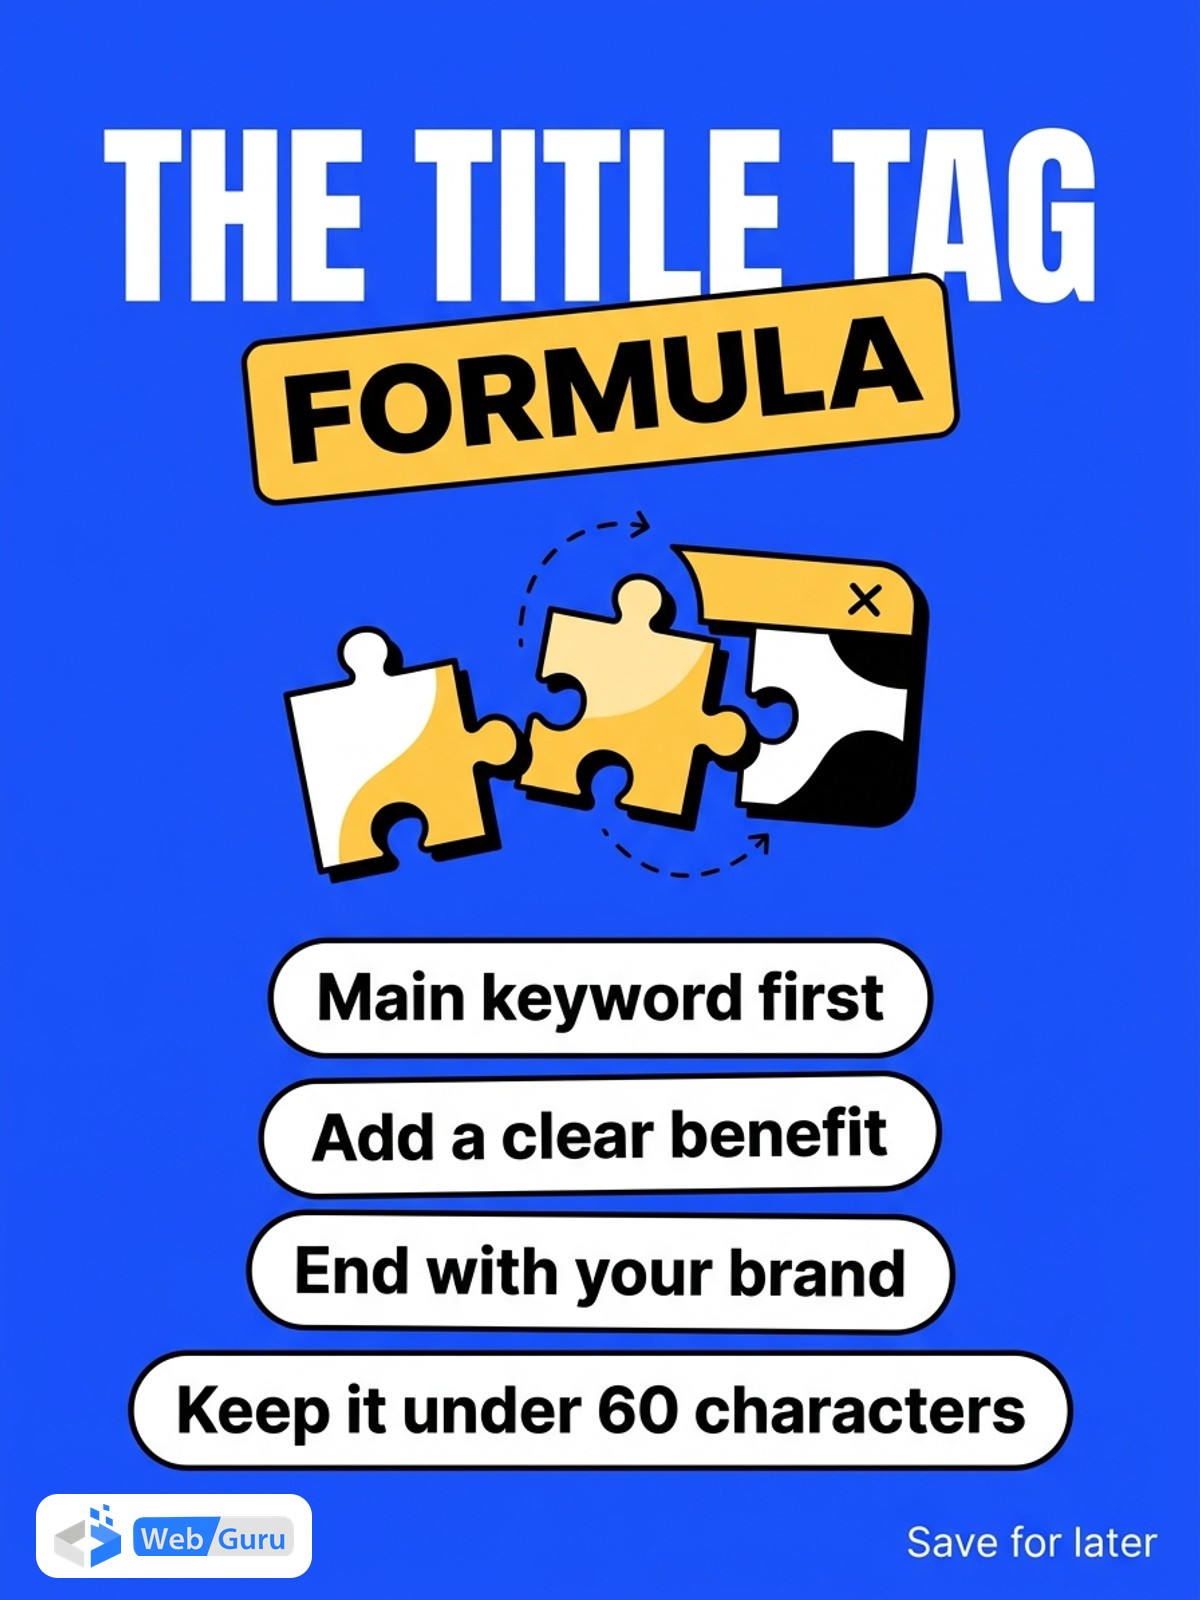 THE TITLE TAG
FORMULA
Main keyword first
Add a clear benefit
End with your brand
Keep it under 60 characters
Web Guru
Save for later